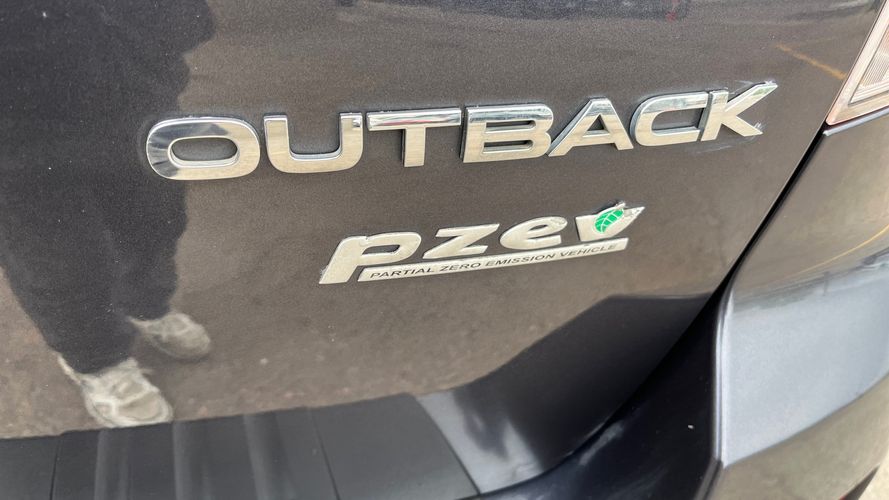 OUTBACK
pzev
PARTIAL ZERO EMISSION VEHICLE